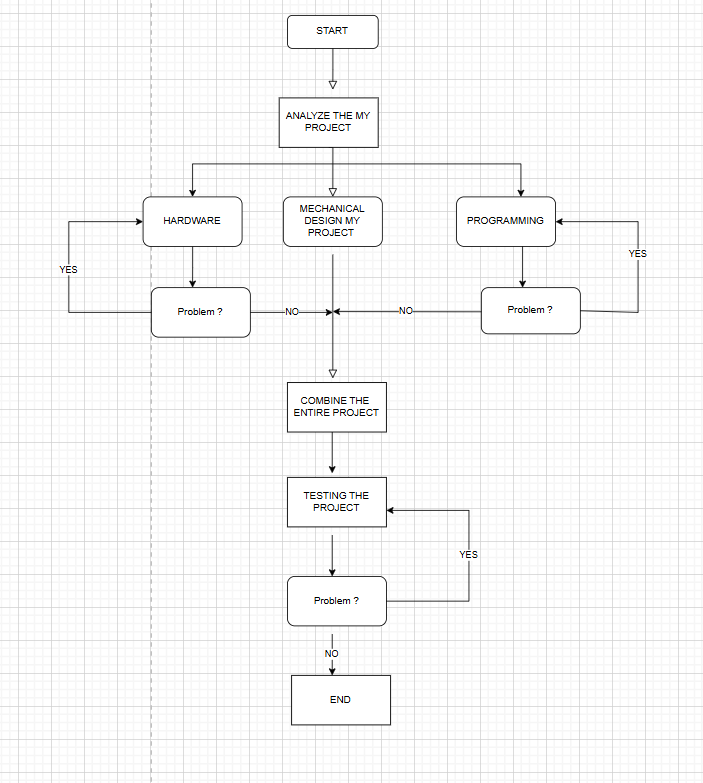 START
ANALYZE THE MY
PROJECT
HARDWARE
MECHANICAL
DESIGN MY
PROJECT
PROGRAMMING
YES
YES
Problem ?
NO
NO
Problem ?
COMBINE THE
ENTIRE PROJECT
TESTING THE
PROJECT
YES
Problem ?
NO
END